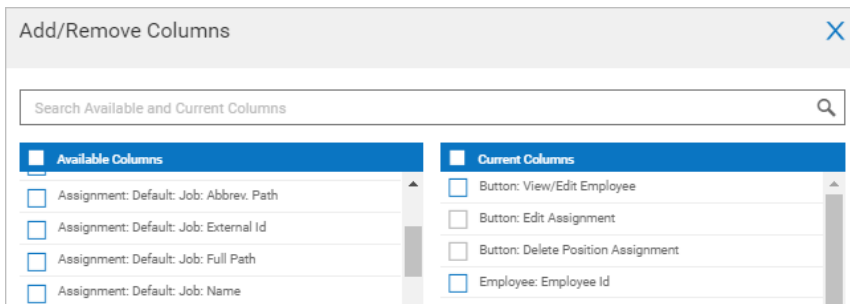 Add/Remove Columns
Search Available and Current Columns
Available Columns
Assignment: Default: Job: Abbrev. Path
Assignment: Default: Job: External Id
Assignment: Default: Job: Full Path
Assignment: Default: Job: Name
Current Columns
Button: View/Edit Employee
Button: Edit Assignment
Button: Delete Position Assignment
Employee: Employee Id